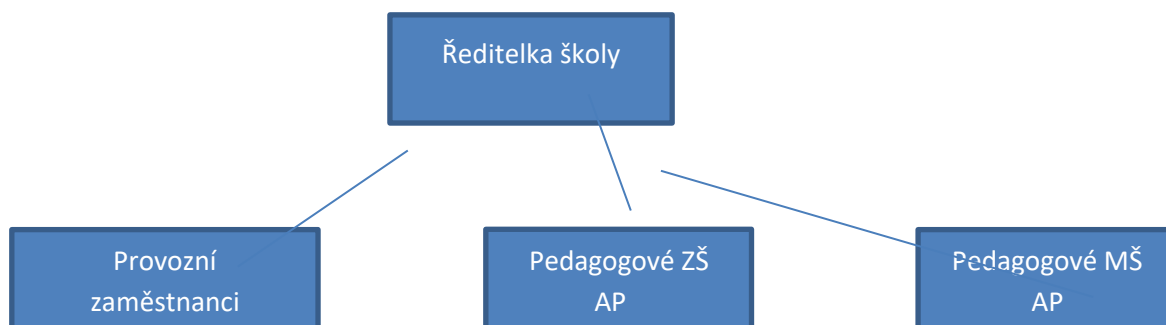 Ředitelka školy
Provozní
zaměstnanci
Pedagogové ZŠ
AP
Pedagogové MŠ
AP